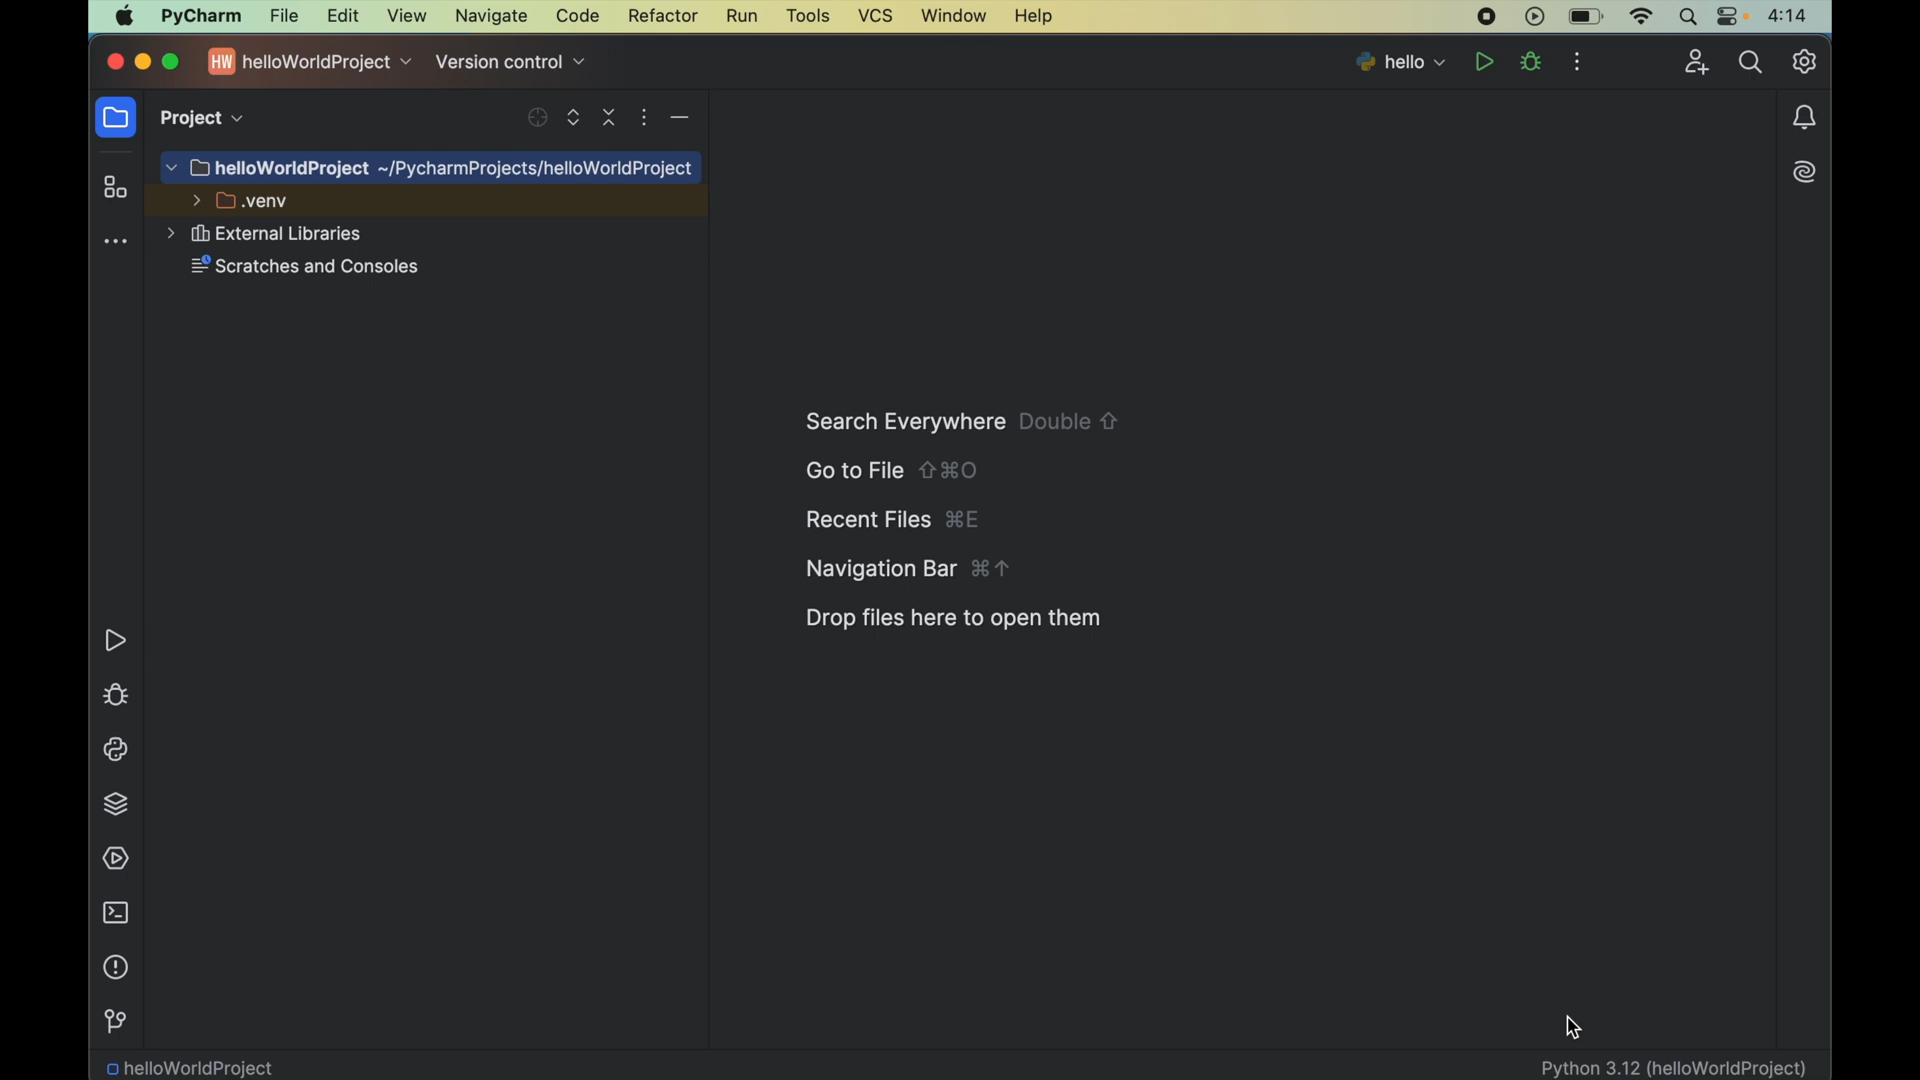 PyCharm File Edit View Navigate Code Refactor Run Tools VCS Window Help 4:14
HW helloWorldProject Version control hello
Project
helloWorldProject ~/PycharmProjects/helloWorldProject
.venv
External Libraries
Scratches and Consoles
Search Everywhere Double ⇧
Go to File ⇧⌘O
Recent Files ⌘E
Navigation Bar ⌘↑
Drop files here to open them
helloWorldProject Python 3.12 (helloWorldProject)